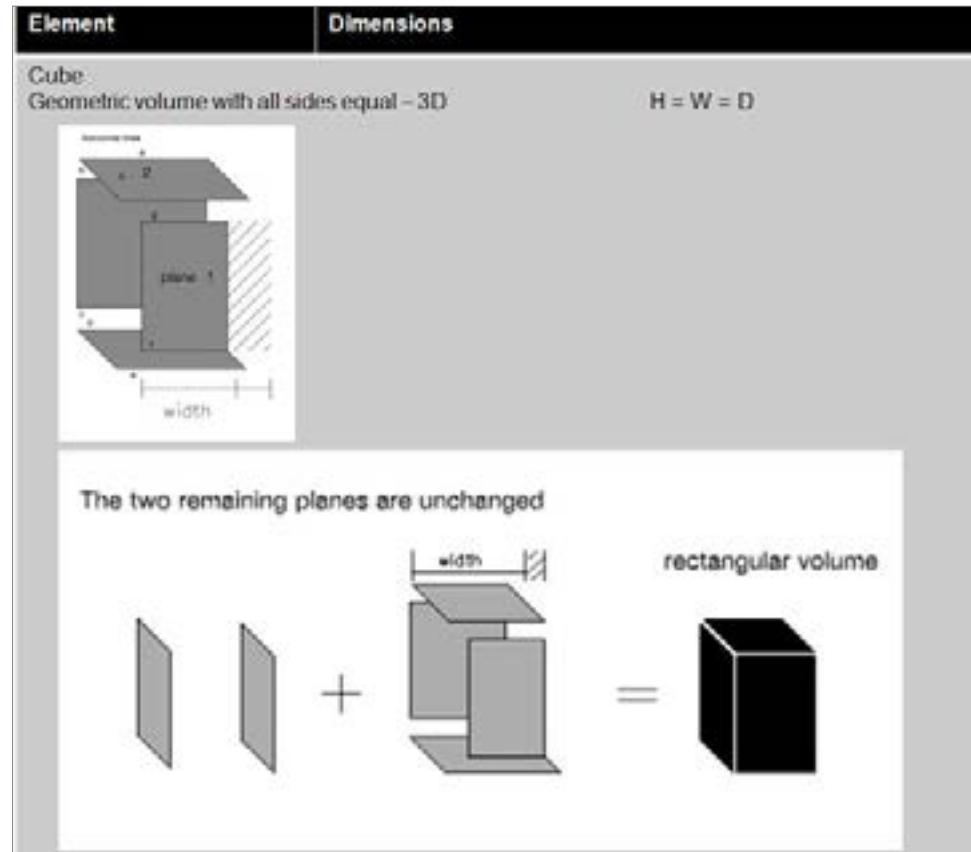 Element Dimensions
Cube
Geometric volume with all sides equal – 3D H = W = D
2
plane 1
width
The two remaining planes are unchanged
width
rectangular volume
+
=